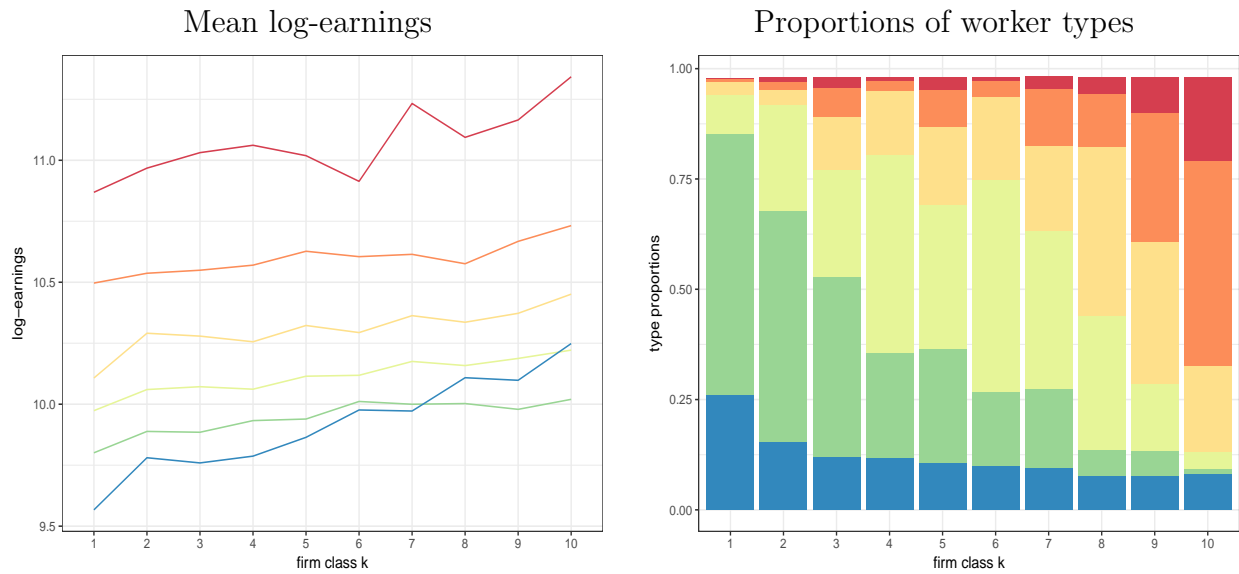 Mean log-earnings
log−earnings
11.0
10.5
10.0
9.5
1 2 3 4 5 6 7 8 9 10
firm class k
Proportions of worker types
type proportions
1.00
0.75
0.50
0.25
0.00
1 2 3 4 5 6 7 8 9 10
firm class k